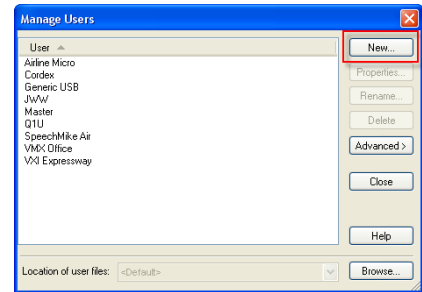 Manage Users
User
New...
Airline Micro
Cordex
Generic USB
JWW
Master
Q1U
SpeechMike Air
VMX Office
VXI Expressway
Properties...
Rename...
Delete
Advanced >
Close
Help
Location of user files: <Default>
Browse...